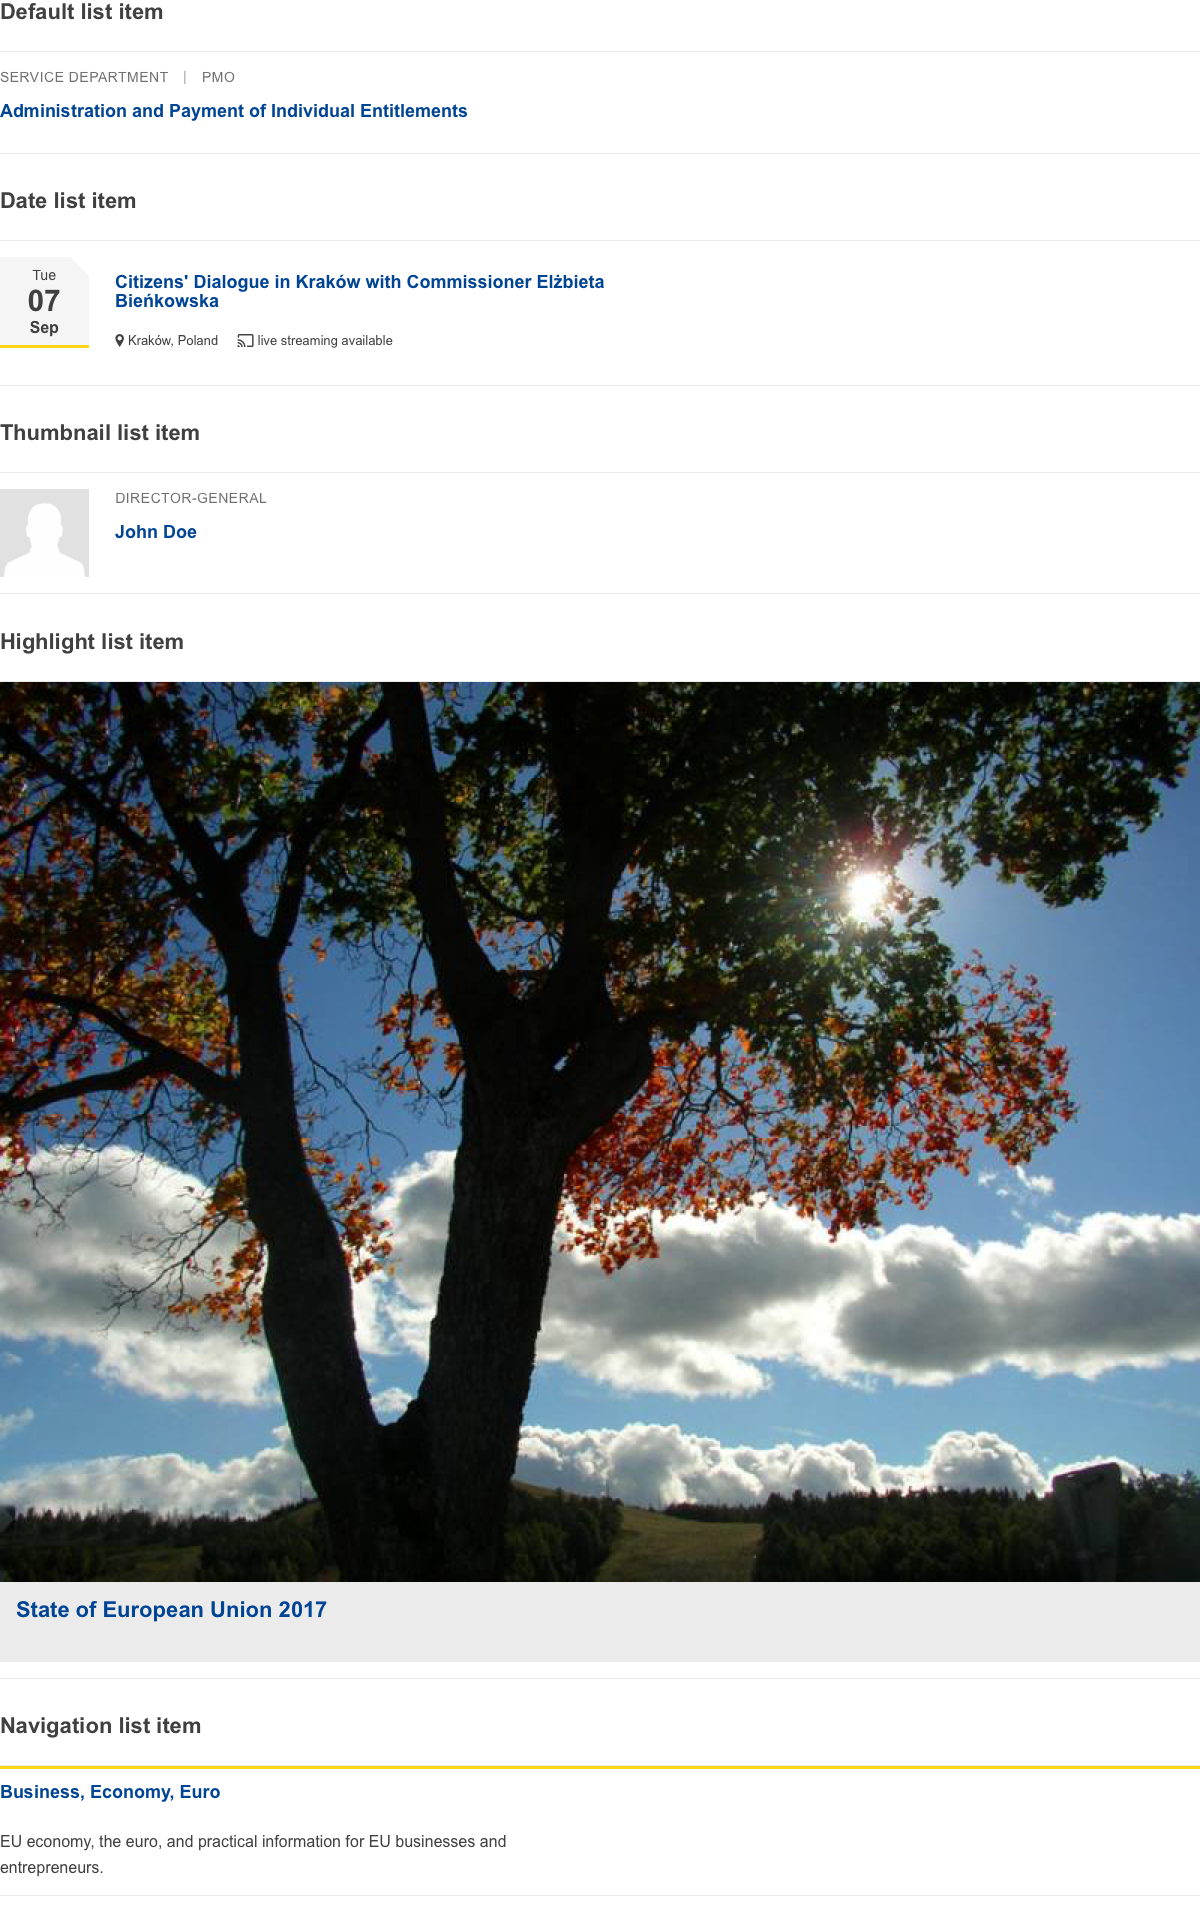 Default list item
SERVICE DEPARTMENT | PMO
Administration and Payment of Individual Entitlements
Date list item
Tue
07
Sep
Citizens' Dialogue in Kraków with Commissioner Elżbieta
Bieńkowska
Kraków, Poland live streaming available
Thumbnail list item
DIRECTOR-GENERAL
John Doe
Highlight list item
State of European Union 2017
Navigation list item
Business, Economy, Euro
EU economy, the euro, and practical information for EU businesses and
entrepreneurs.